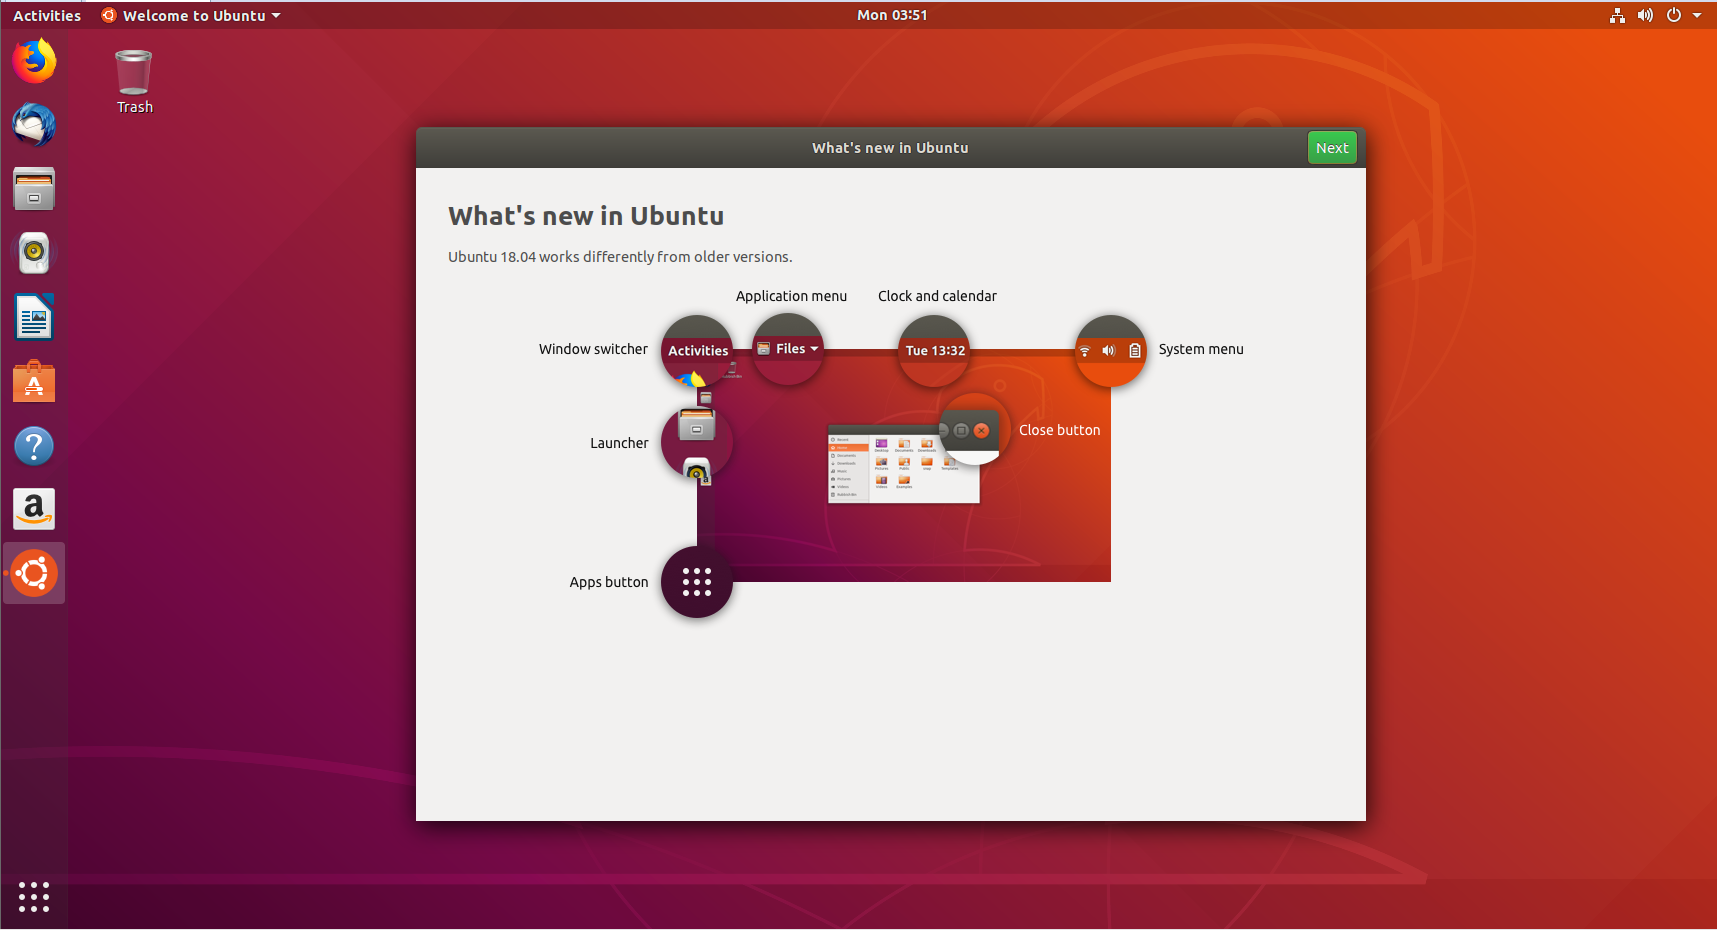 Activities Welcome to Ubuntu Mon 03:51
Trash
What's new in Ubuntu Next
What's new in Ubuntu
Ubuntu 18.04 works differently from older versions.
Application menu Clock and calendar
Window switcher Activities Files Tue 13:32 System menu
Launcher Close button
Apps button